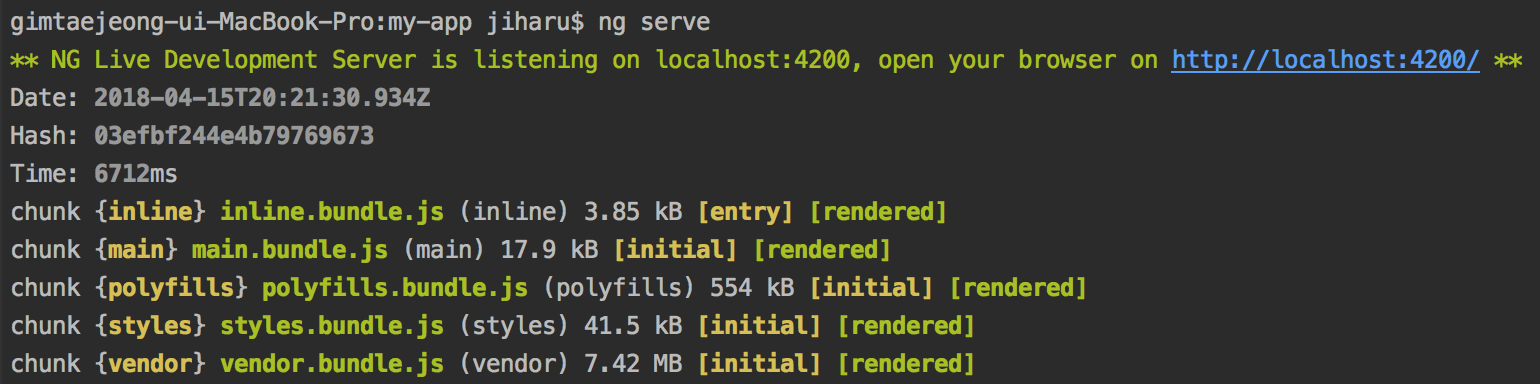 gimtaejeong-ui-MacBook-Pro:my-app jiharu$ ng serve
** NG Live Development Server is listening on localhost:4200, open your browser on http://localhost:4200/ **
Date: 2018-04-15T20:21:30.934Z
Hash: 03efbf244e4b79769673
Time: 6712ms
chunk {inline} inline.bundle.js (inline) 3.85 kB [entry] [rendered]
chunk {main} main.bundle.js (main) 17.9 kB [initial] [rendered]
chunk {polyfills} polyfills.bundle.js (polyfills) 554 kB [initial] [rendered]
chunk {styles} styles.bundle.js (styles) 41.5 kB [initial] [rendered]
chunk {vendor} vendor.bundle.js (vendor) 7.42 MB [initial] [rendered]